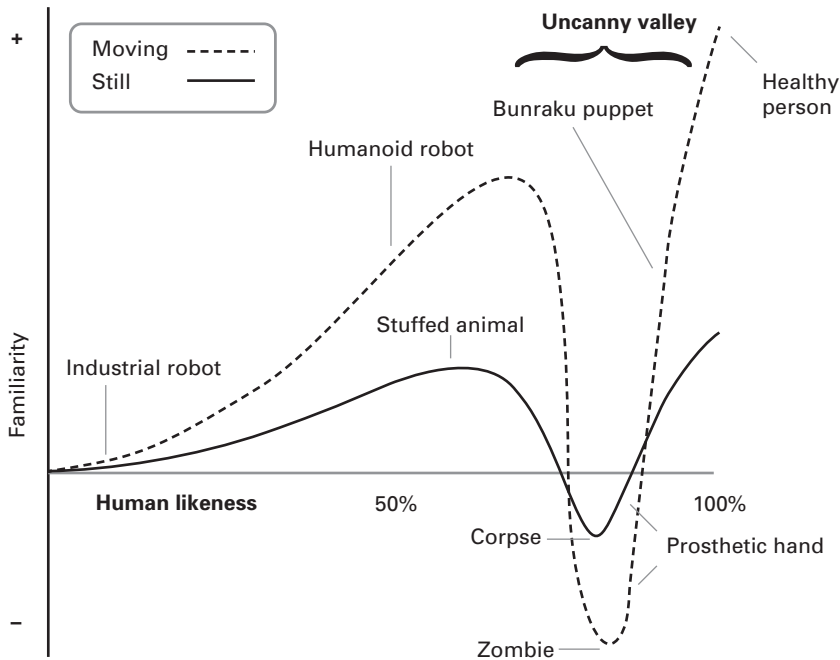 Uncanny valley
+
Moving
Still
Healthy
person
Bunraku puppet
Humanoid robot
Stuffed animal
Industrial robot
Familiarity
Human likeness
50%
100%
Corpse
Prosthetic hand
–
Zombie